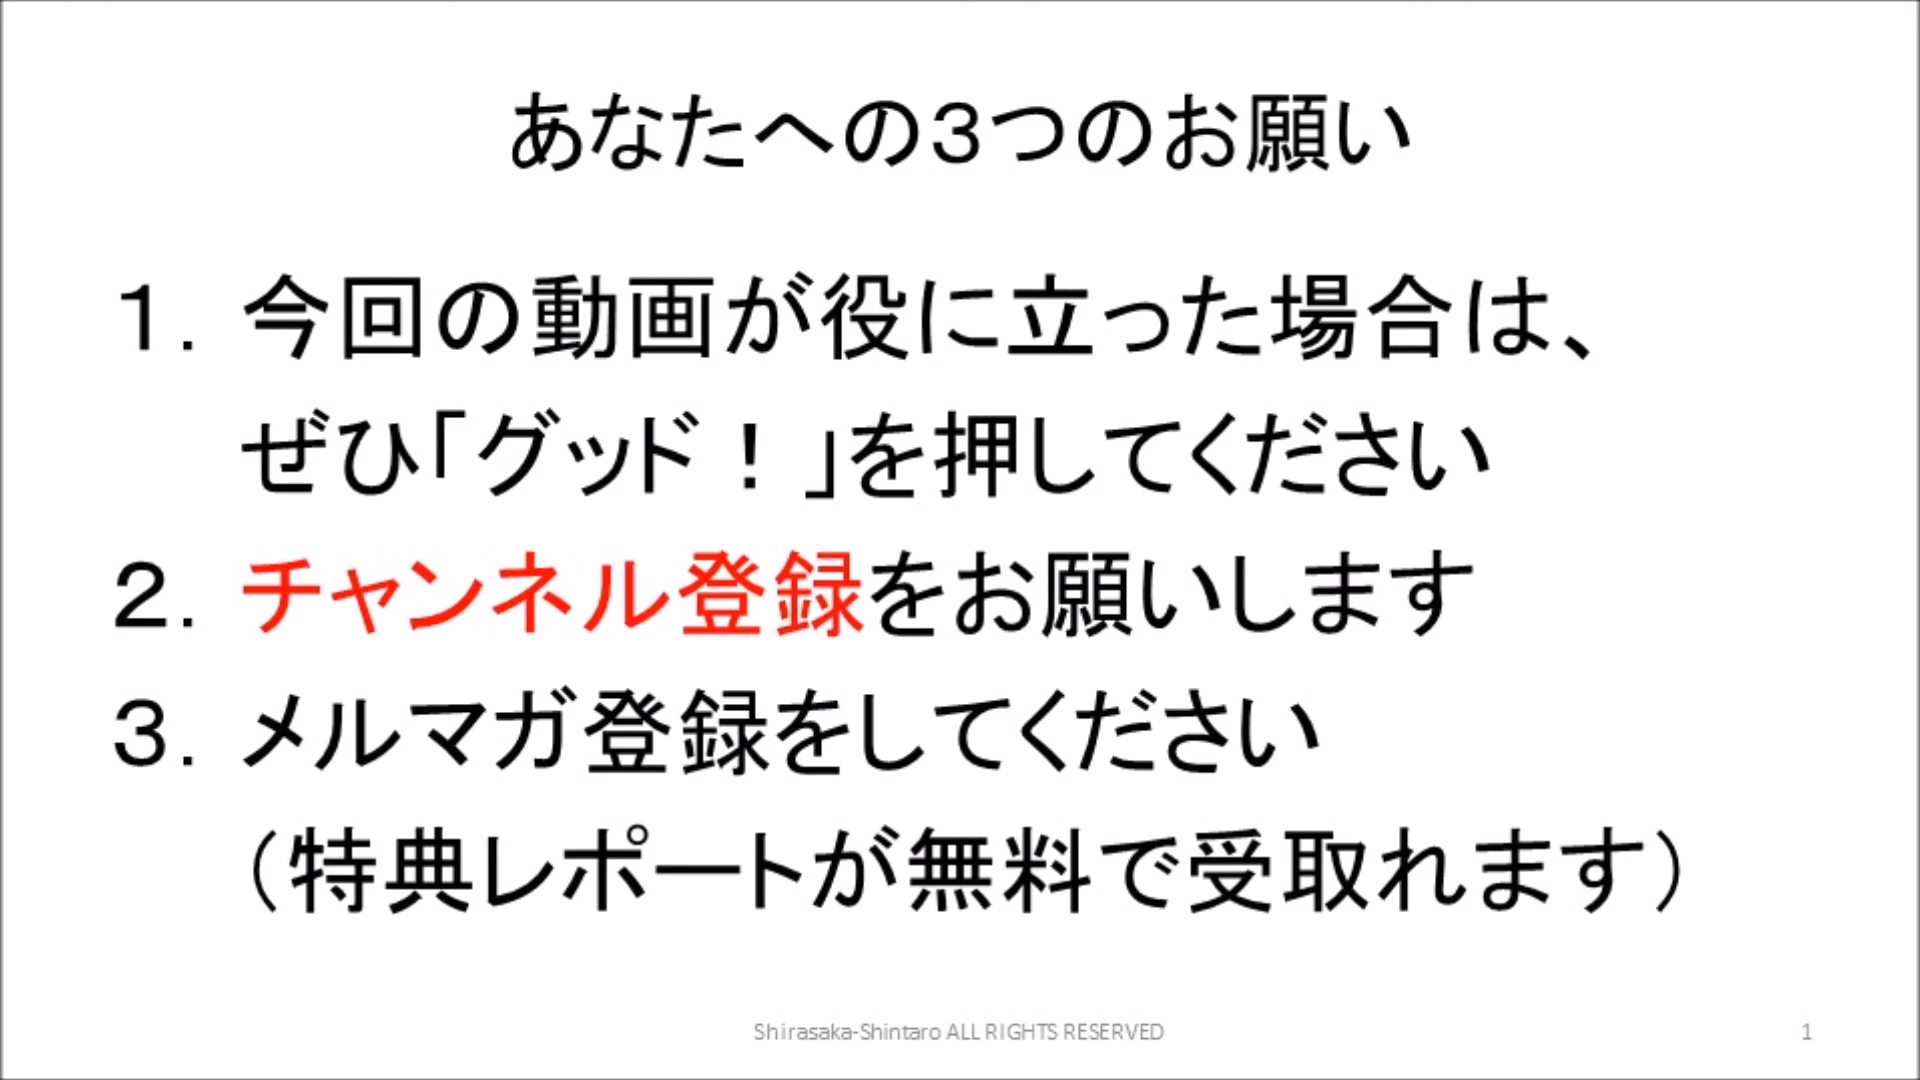 あなたへの３つのお願い
１．今回の動画が役に立った場合は、
ぜひ「グッド！」を押してください
２．チャンネル登録をお願いします
３．メルマガ登録をしてください
（特典レポートが無料で受取れます）
Shirasaka-Shintaro ALL RIGHTS RESERVED
1